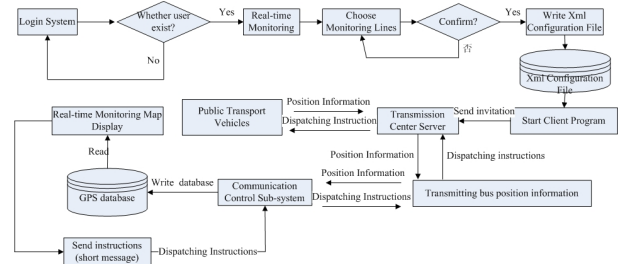 Login System
Whether user
exist?
Yes
Real-time
Monitoring
Choose
Monitoring Lines
Confirm?
Yes
Write Xml
Configuration File
No
否
Xml Configuration
File
Real-time Monitoring Map
Display
Public Transport
Vehicles
Position Information
Dispatching Instruction
Transmission
Center Server
Send invitation
Start Client Program
Read
Position Information
Dispatching instructions
Position Information
GPS database
Write database
Communication
Control Sub-system
Dispatching Instructions
Transmitting bus position information
Send instructions
(short message)
Dispatching Instructions